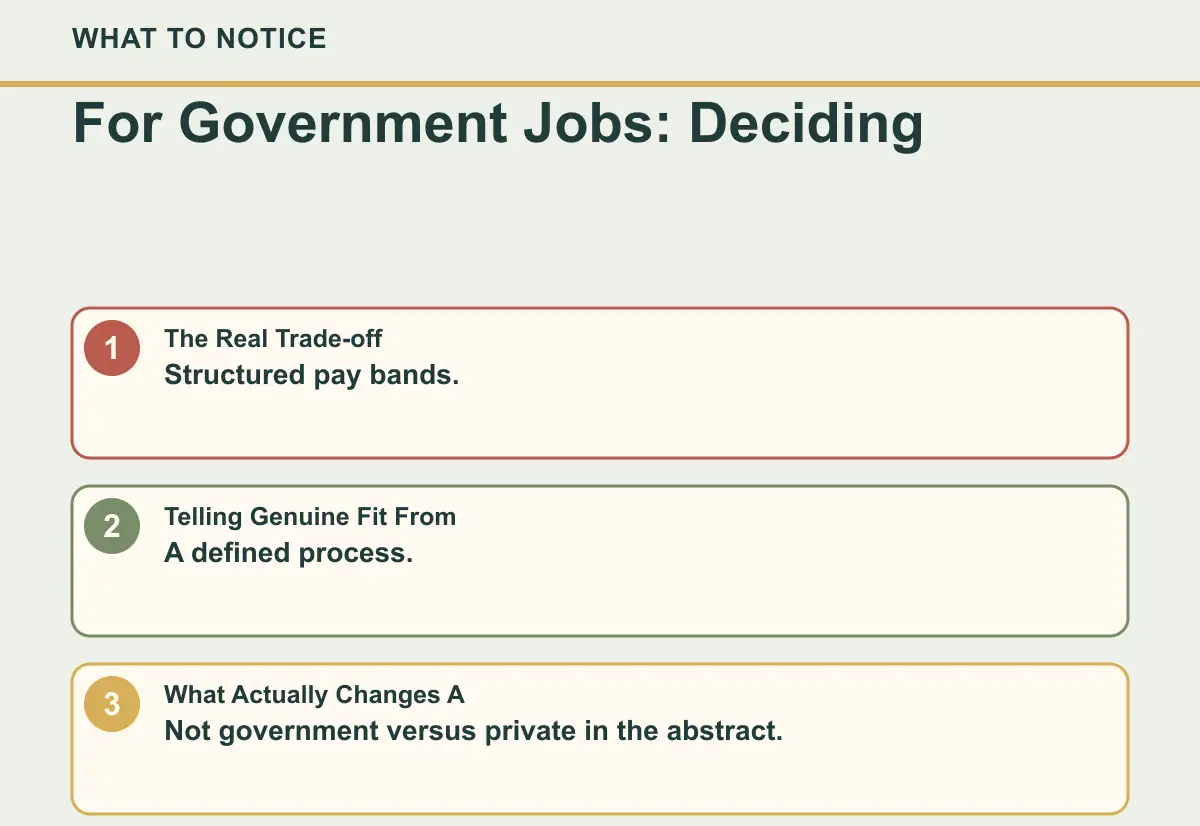 WHAT TO NOTICE
For Government Jobs: Deciding
1
The Real Trade-off
Structured pay bands.
2
Telling Genuine Fit From
A defined process.
3
What Actually Changes A
Not government versus private in the abstract.